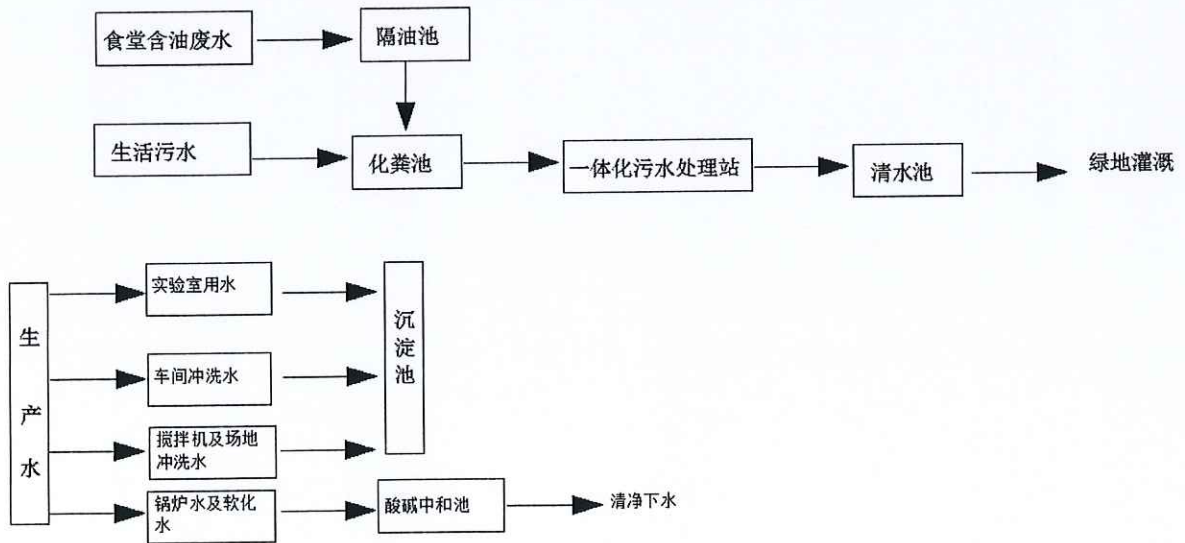 食堂含油废水
隔油池
生活污水
化粪池
一体化污水处理站
清水池
绿地灌溉
生产水
实验室用水
沉淀池
车间冲洗水
搅拌机及场地
冲洗水
锅炉水及软化
水
酸碱中和池
清净下水